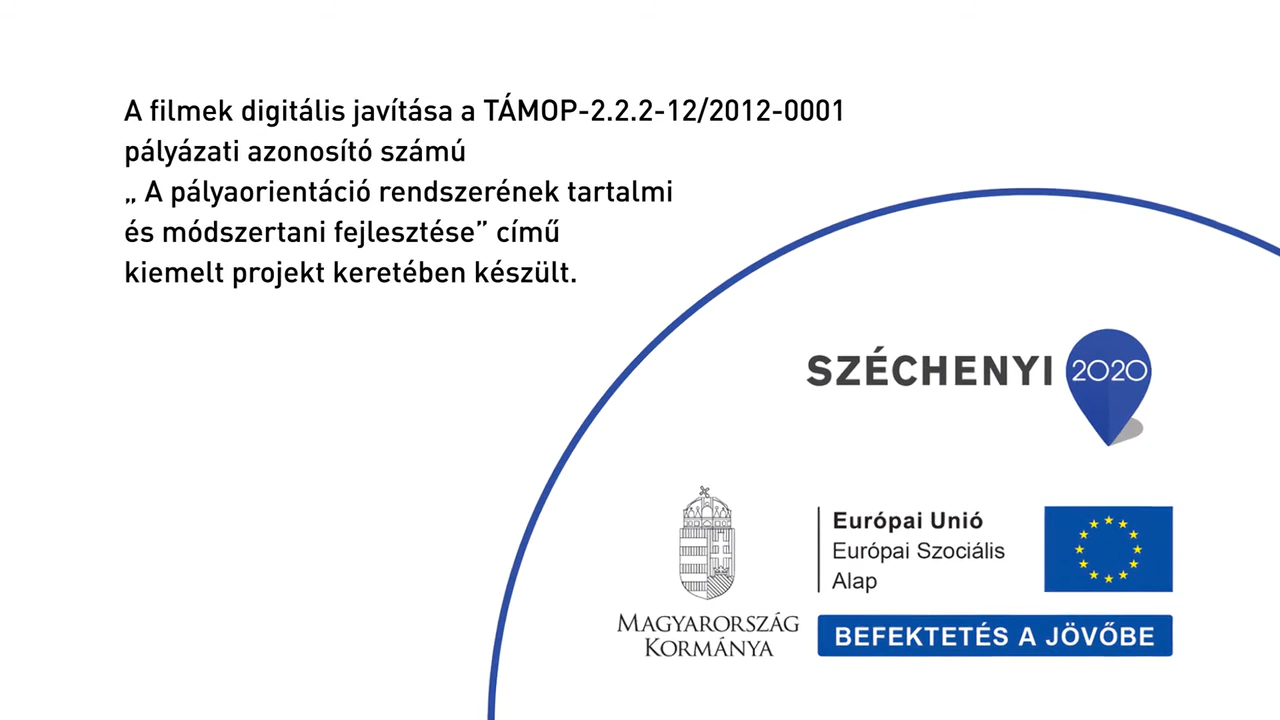 A filmek digitális javítása a TÁMOP-2.2.2-12/2012-0001
pályázati azonosító számú
„ A pályaorientáció rendszerének tartalmi
és módszertani fejlesztése” című
kiemelt projekt keretében készült.
SZÉCHENYI 2020
Európai Unió
Európai Szociális
Alap
MAGYARORSZÁG
KORMÁNYA
BEFEKTETÉS A JÖVŐBE